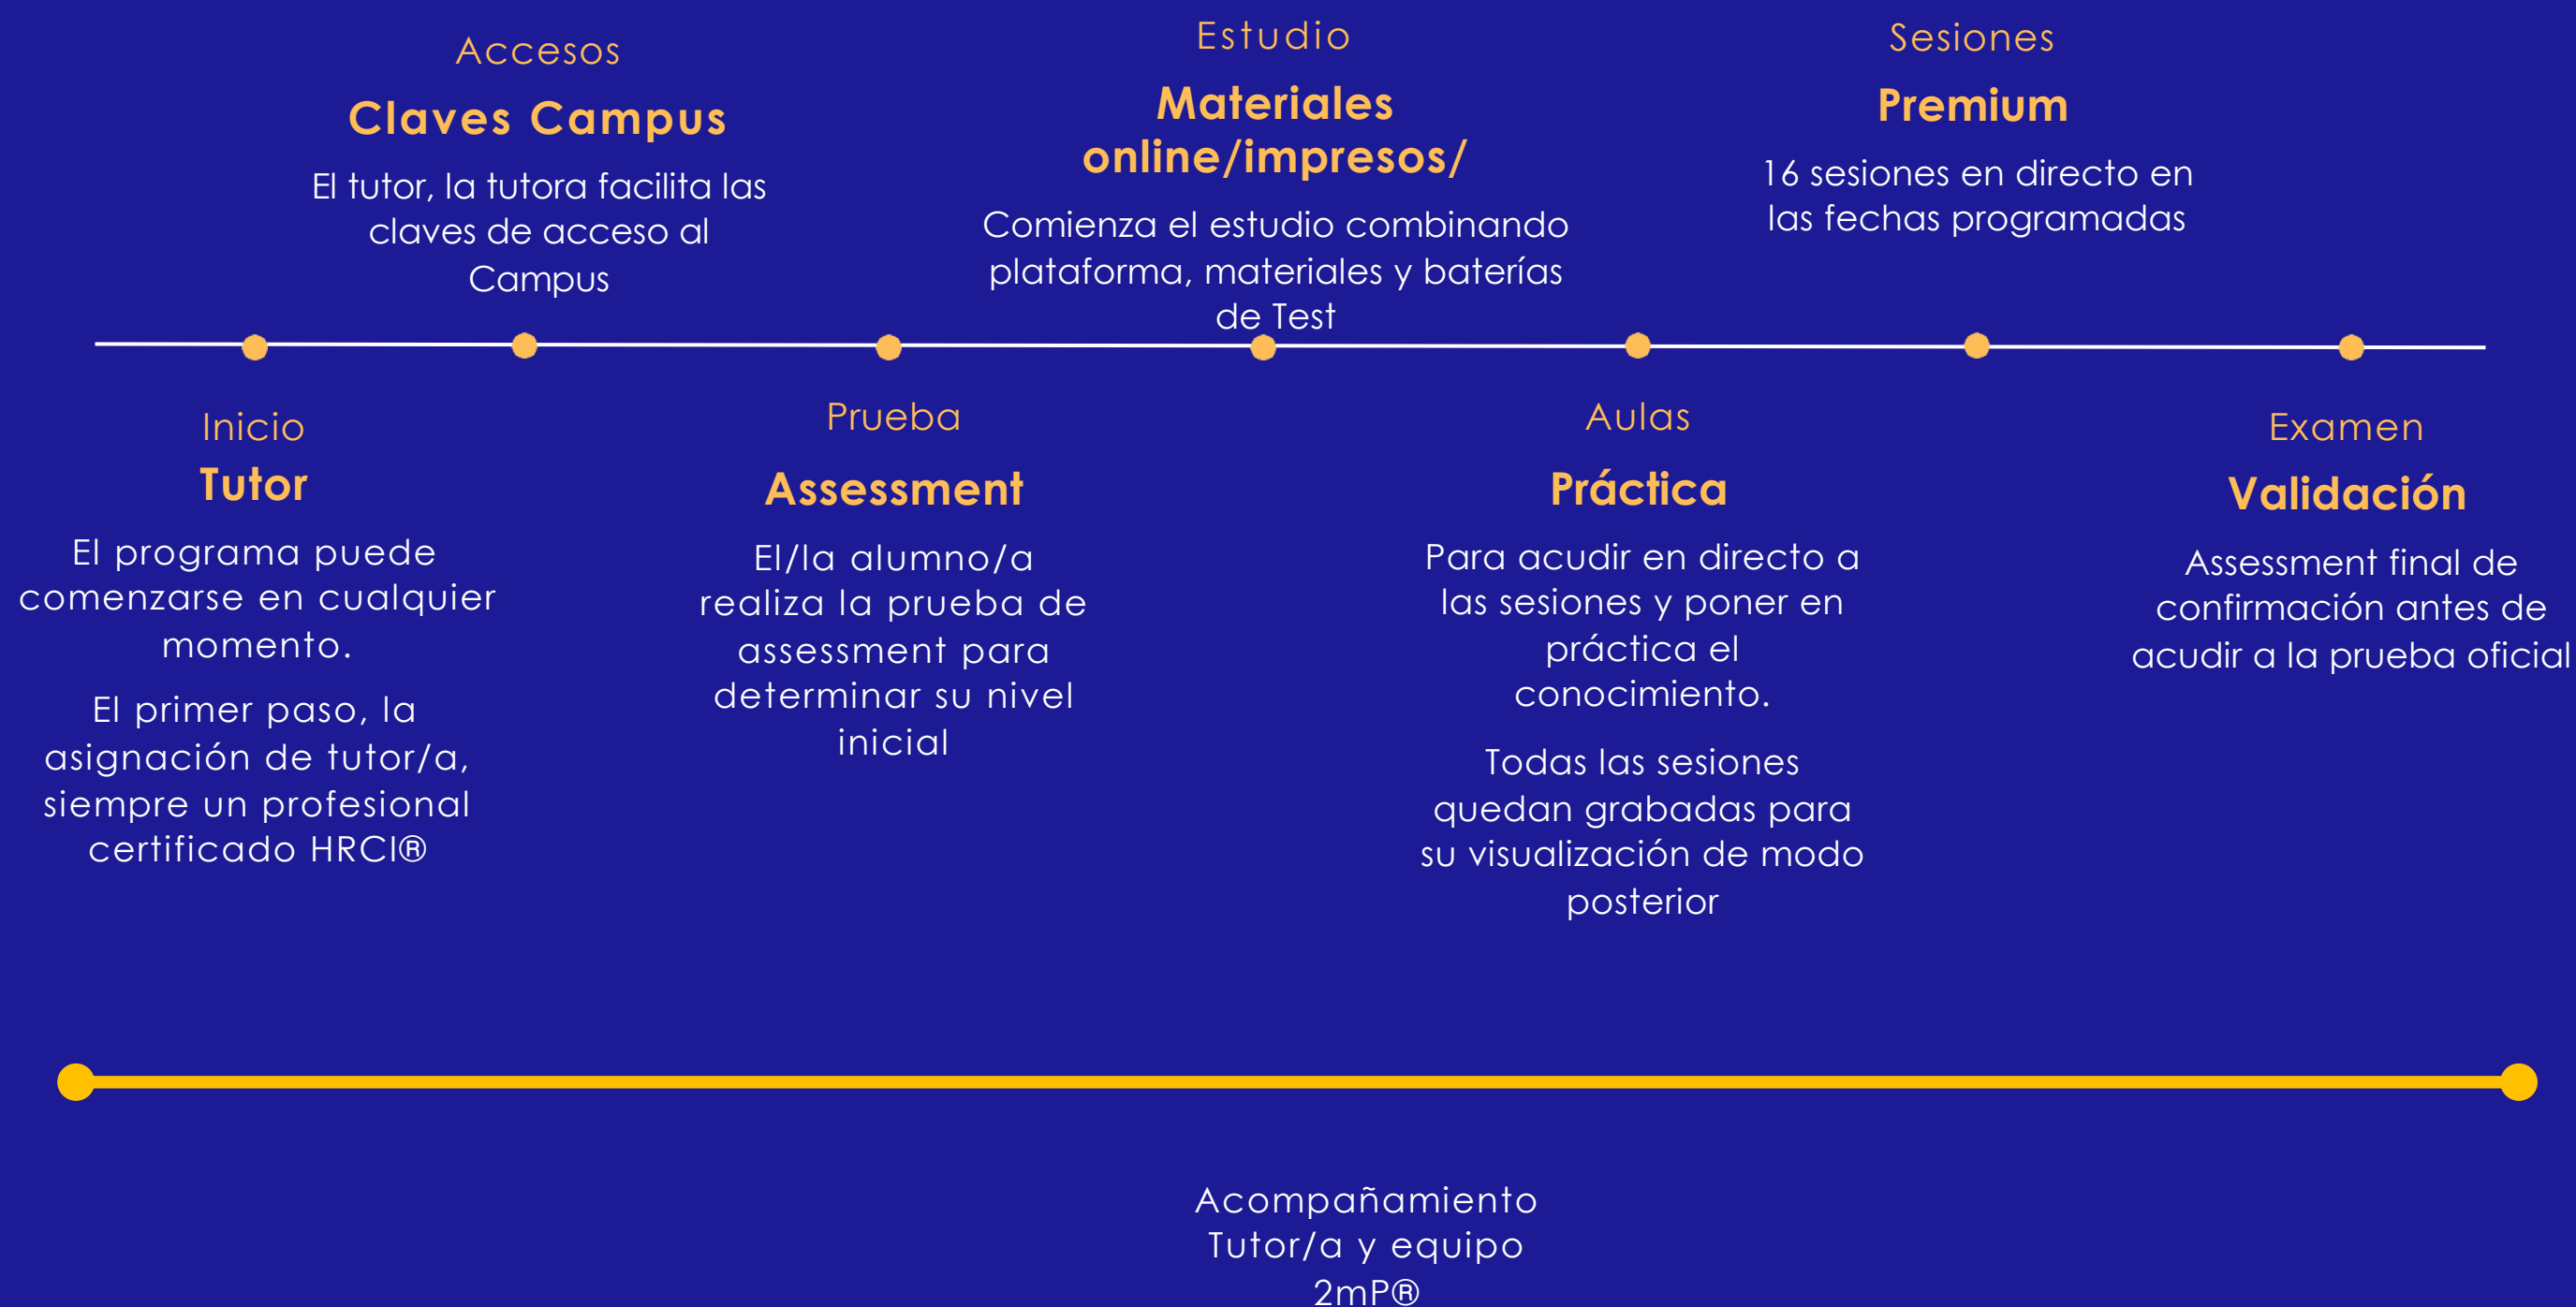 Accesos
Claves Campus
El tutor, la tutora facilita las
claves de acceso al
Campus
Estudio
Materiales
online/impresos/
Comienza el estudio combinando
plataforma, materiales y baterías
de Test
Sesiones
Premium
16 sesiones en directo en
las fechas programadas
Inicio
Tutor
El programa puede
comenzarse en cualquier
momento.
El primer paso, la
asignación de tutor/a,
siempre un profesional
certificado HRCI®
Prueba
Assessment
El/la alumno/a
realiza la prueba de
assessment para
determinar su nivel
inicial
Aulas
Práctica
Para acudir en directo a
las sesiones y poner en
práctica el
conocimiento.
Todas las sesiones
quedan grabadas para
su visualización de modo
posterior
Examen
Validación
Assessment final de
confirmación antes de
acudir a la prueba oficial
Acompañamiento
Tutor/a y equipo
2mP®